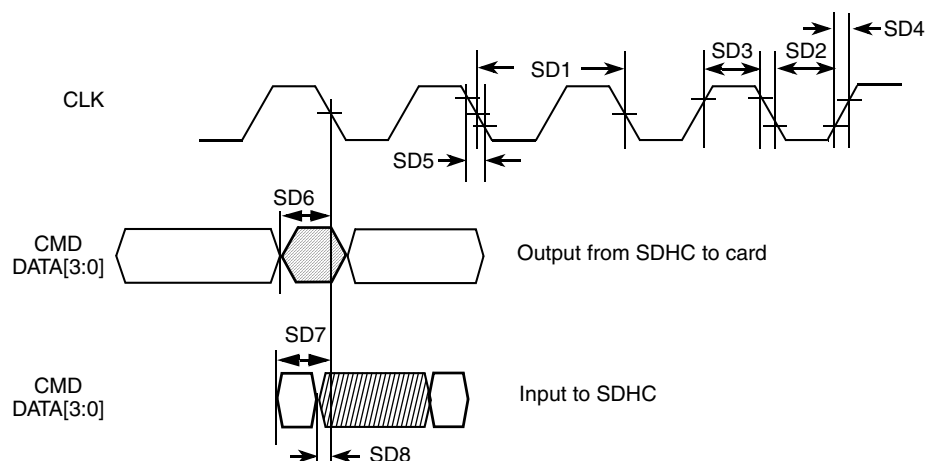 SD4
SD3
SD2
SD1
CLK
SD5
SD6
CMD
DATA[3:0]
Output from SDHC to card
SD7
CMD
DATA[3:0]
Input to SDHC
SD8